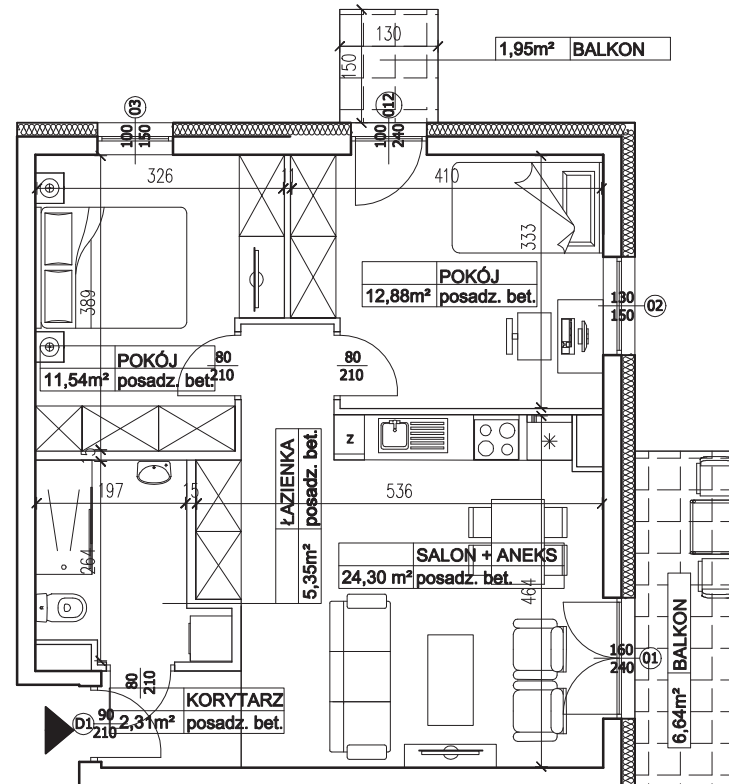 130
150
1,95m² BALKON
03
100
150
012
100
240
326
410
333
389
POKÓJ
12,88m² posadz. bet.
130
150
02
POKÓJ
11,54m² posadz. bet.
80
210
80
210
z
ŁAZIENKA
5,35m² posadz. bet.
197
15
536
264
SALON + ANEKS
24,30 m² posadz. bet.
464
160
240
01
6,64m² BALKON
80
210
KORYTARZ
2,31m² posadz. bet.
D1
90
210